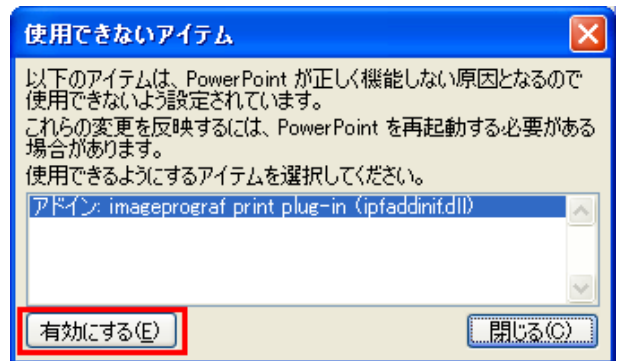 使用できないアイテム
以下のアイテムは、PowerPoint が正しく機能しない原因となるので
使用できないよう設定されています。
これらの変更を反映するには、PowerPoint を再起動する必要がある
場合があります。
使用できるようにするアイテムを選択してください。
アドイン: imageprograf print plug-in (ipfaddinif.dll)
有効にする(E) 閉じる(C)